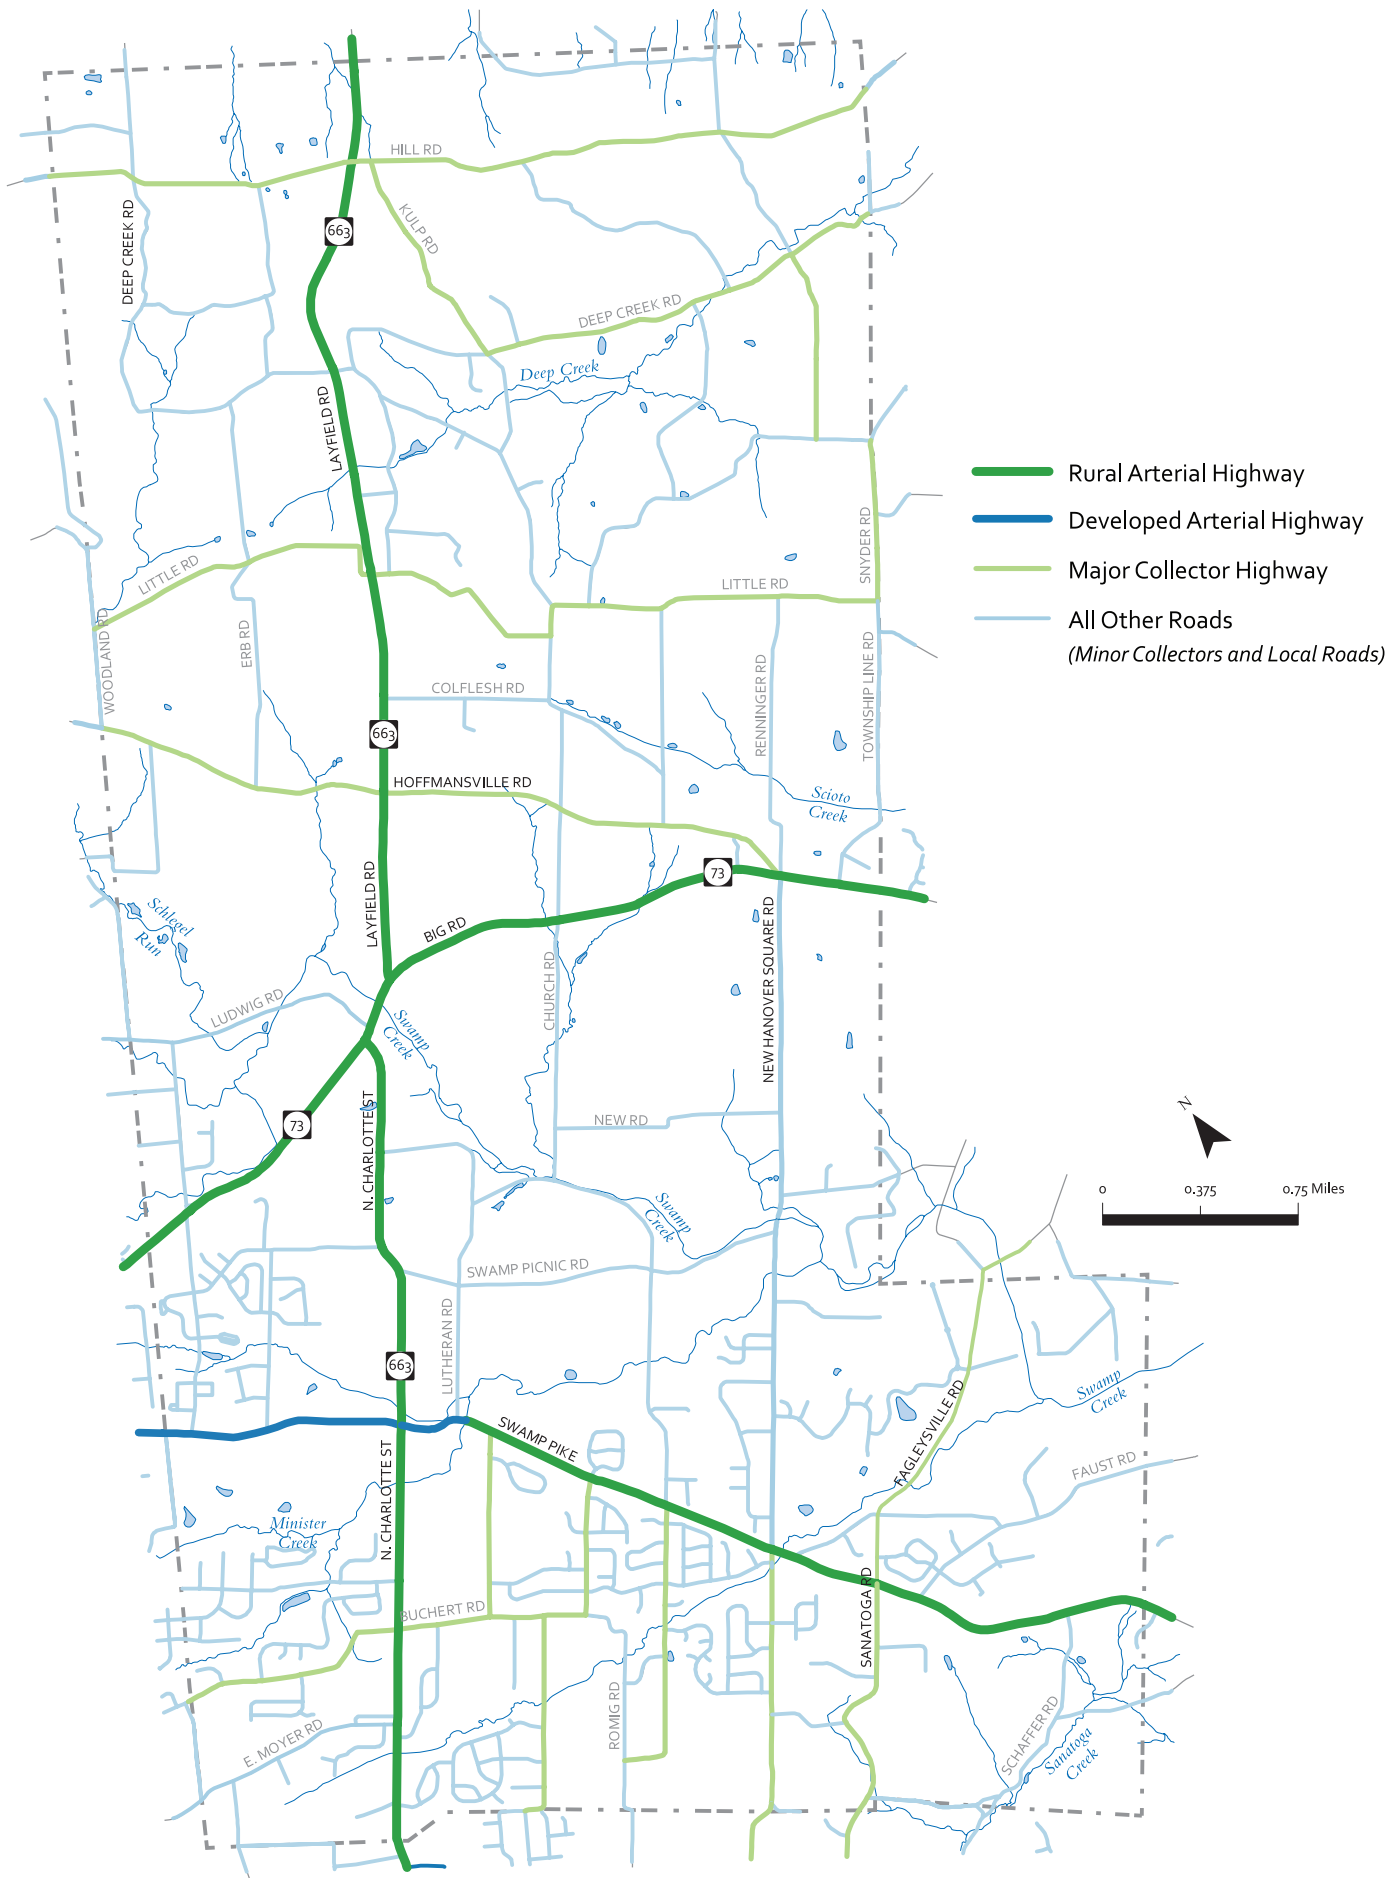 HILL RD
DEEP CREEK RD
663
KULP RD
DEEP CREEK RD
Deep Creek
LAYFIELD RD
Rural Arterial Highway
Developed Arterial Highway
Major Collector Highway
All Other Roads
(Minor Collectors and Local Roads)
SNYDER RD
LITTLE RD
LITTLE RD
WOODLAND RD
ERB RD
COLFLESH RD
RENNINGER RD
TOWNSHIP LINE RD
663
HOFFMANSVILLE RD
Scioto
Creek
LAYFIELD RD
73
BIG RD
Schlegel
Run
CHURCH RD
NEW HANOVER SQUARE RD
LUDWIG RD
Swamp
Creek
73
N. CHARLOTTE ST
NEW RD
N
0
0.375
0.75 Miles
Swamp
Creek
SWAMP PICNIC RD
LUTHERAN RD
663
Swamp
Creek
FAGLEYSVILLE RD
SWAMP PIKE
FAUST RD
N. CHARLOTTE ST
Minister
Creek
SANATOGA RD
BUCHERT RD
ROMIG RD
E. MOYER RD
SCHAFFER RD
Sanatoga
Creek